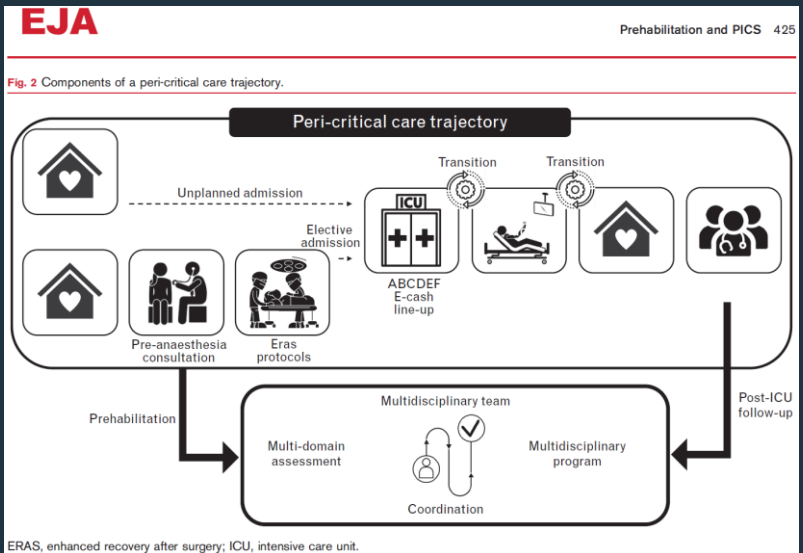 EJA
Prehabilitation and PICS 425
Fig. 2 Components of a peri-critical care trajectory.
Peri-critical care trajectory
Transition
Transition
Unplanned admission
ICU
Elective
admission
ABCDEF
E-cash
line-up
Pre-anaesthesia
consultation
Eras
protocols
Prehabilitation
Post-ICU
follow-up
Multidisciplinary team
Multi-domain
assessment
Multidisciplinary
program
Coordination
ERAS, enhanced recovery after surgery; ICU, intensive care unit.